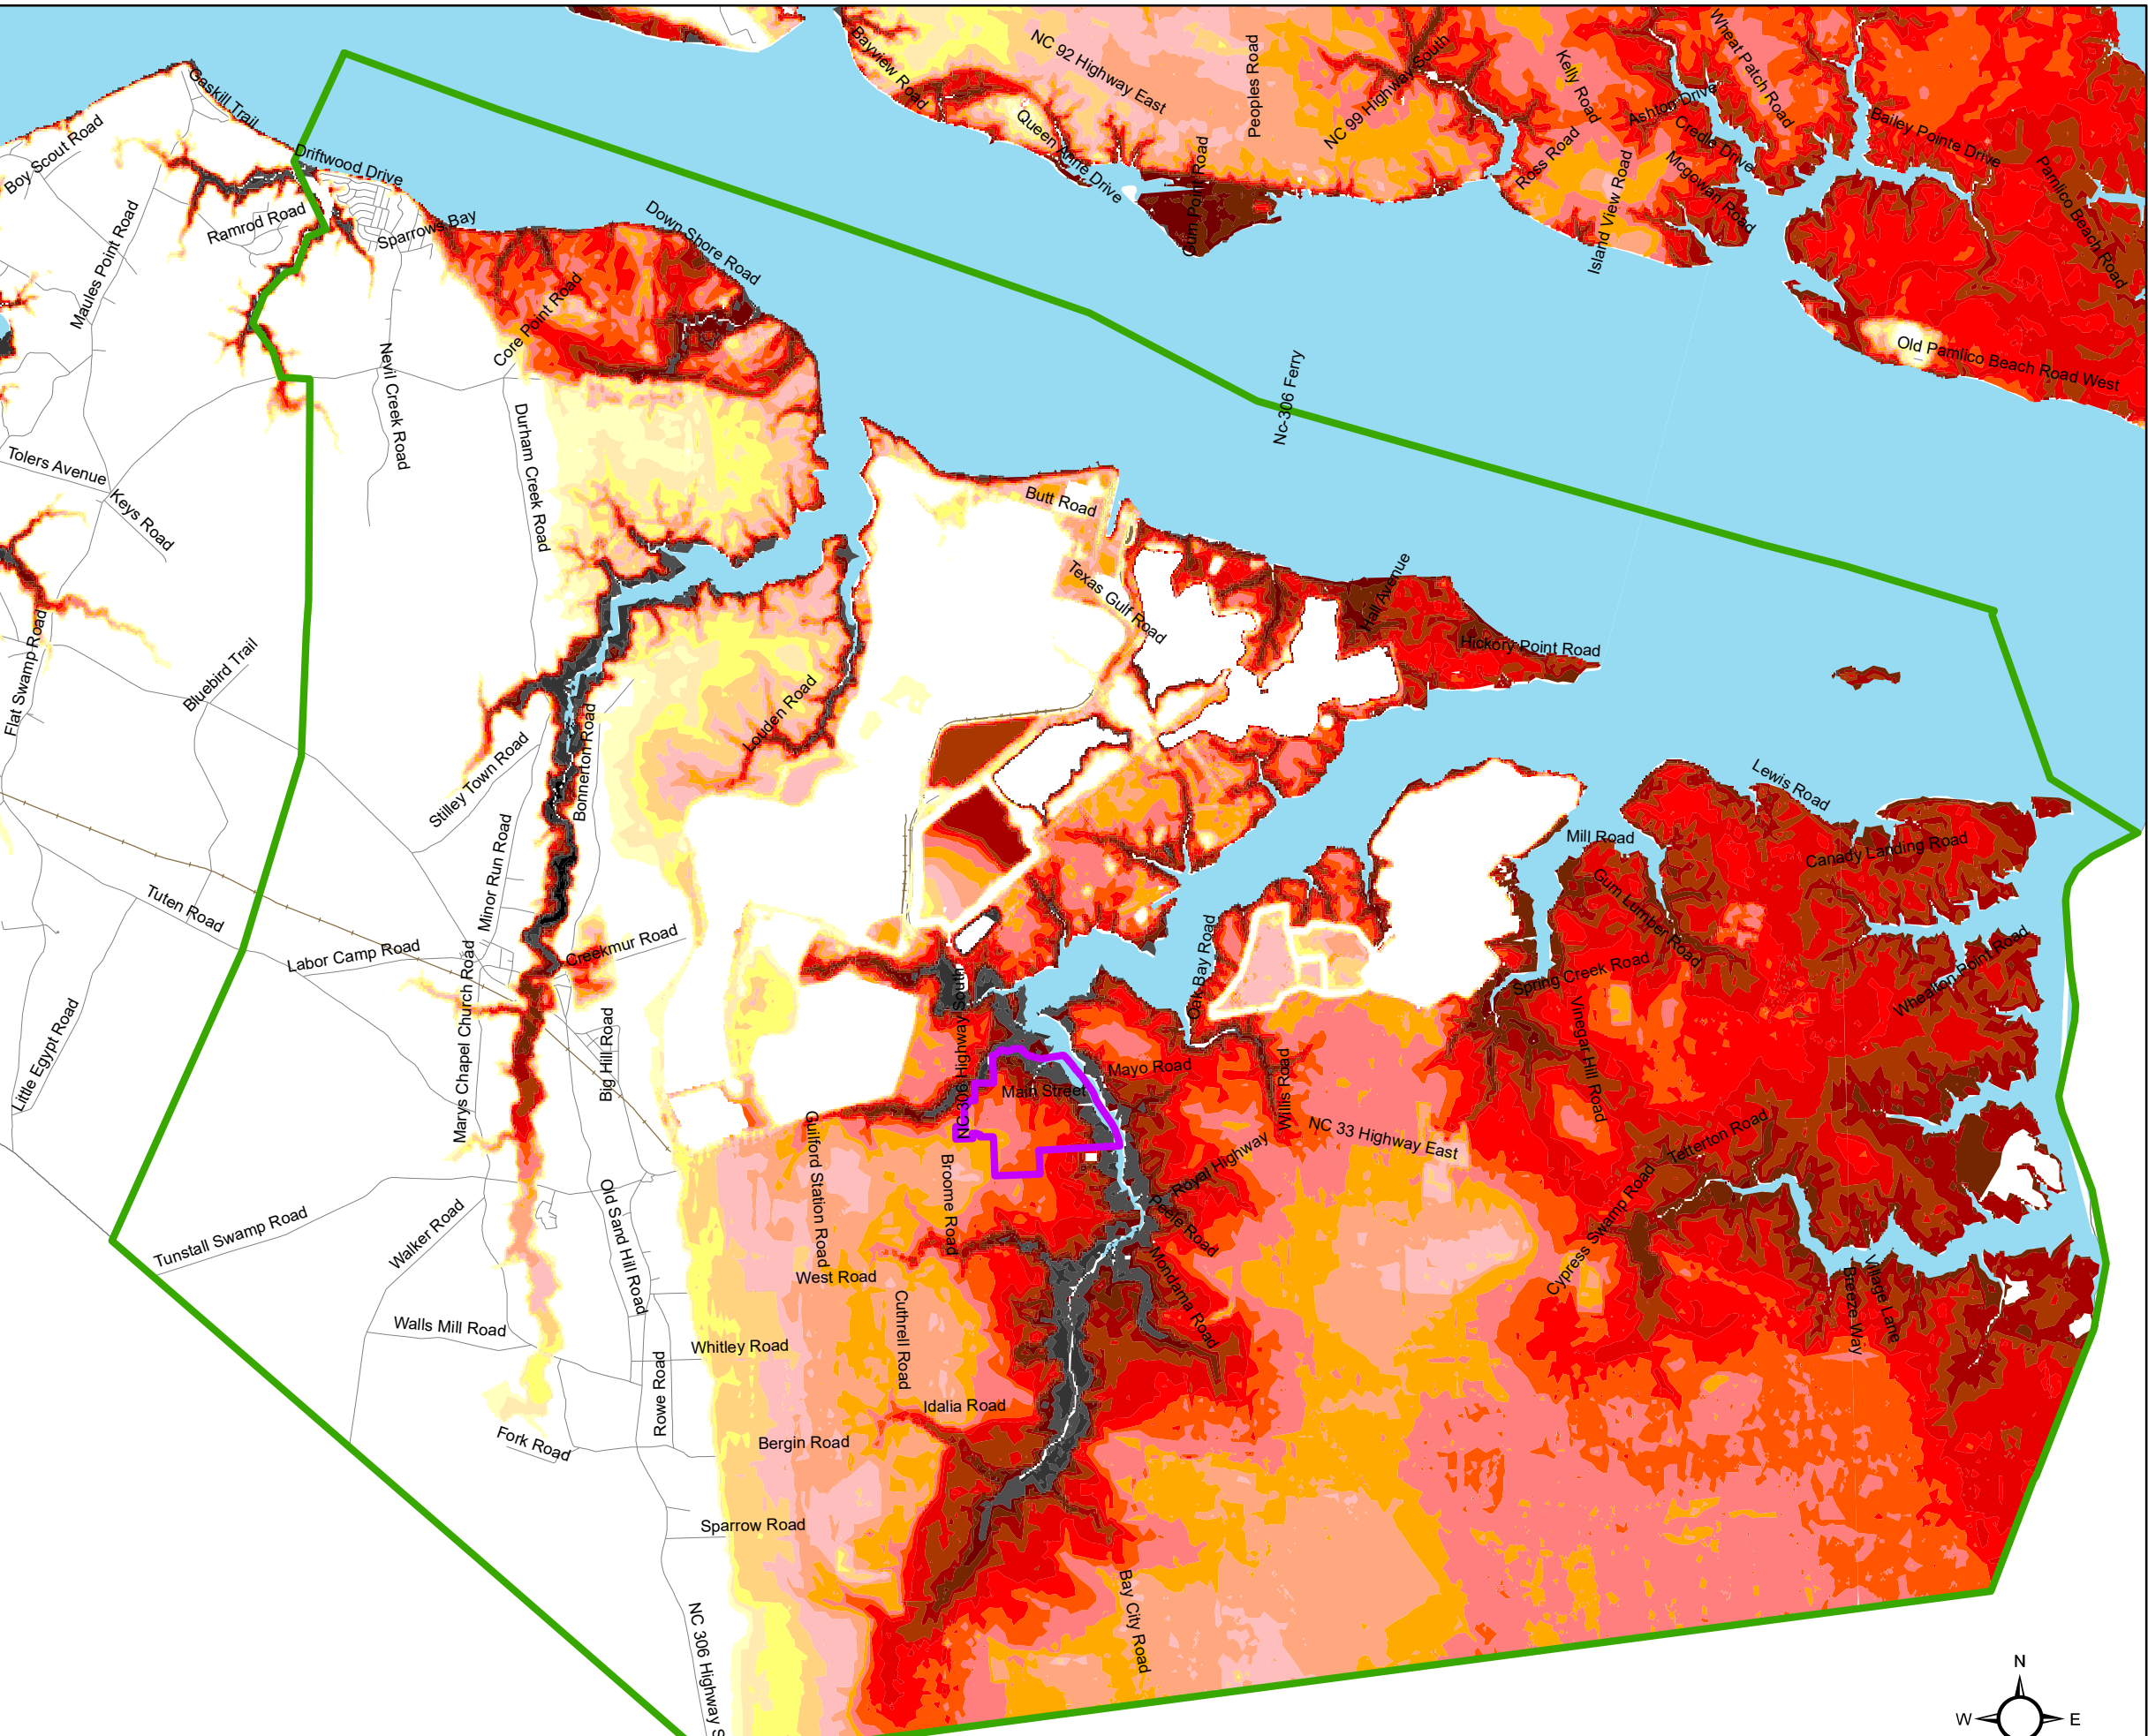 Bayview Road
NC 92 Highway East
Peoples Road
NC 99 Highway South
Kelly Road
Wheat Patch Road
Ashton Drive
Credle Drive
Bailey Pointe Drive
Gaskill Trail
Boy Scout Road
Driftwood Drive
Queen Anne Drive
Gum Point Road
Ross Road
Island View Road
Mcgowan Road
Pamlico Beach Road
Ramrod Road
Sparrows Bay
Down Shore Road
Maules Point Road
Core Point Road
Old Pamlico Beach Road West
Nc-306 Ferry
Nevil Creek Road
Durham Creek Road
Tolers Avenue
Keys Road
Butt Road
Texas Gulf Road
Hall Avenue
Hickory Point Road
Flat Swamp Road
Bluebird Trail
Louden Road
Stilley Town Road
Bonnerton Road
Lewis Road
Mill Road
Canady Landing Road
Minor Run Road
Gum Lumber Road
Tuten Road
Labor Camp Road
Creekmur Road
Oak Bay Road
Spring Creek Road
Wheatton Point Road
Little Egypt Road
Marys Chapel Church Road
Big Hill Road
NC 306 Highway South
Main Street
Mayo Road
Willis Road
Vinegar Hill Road
NC 33 Highway East
Tetterton Road
Guilford Station Road
Broome Road
Royal Highway
Peele Road
Cypress Swamp Road
Tunstall Swamp Road
Walker Road
Old Sand Hill Road
West Road
Mondama Road
Village Lane
Breeze Way
Walls Mill Road
Whitley Road
Cuthrell Road
Rowe Road
Idalia Road
Fork Road
Bergin Road
Sparrow Road
Bay City Road
NC 306 Highway S
N
W
E